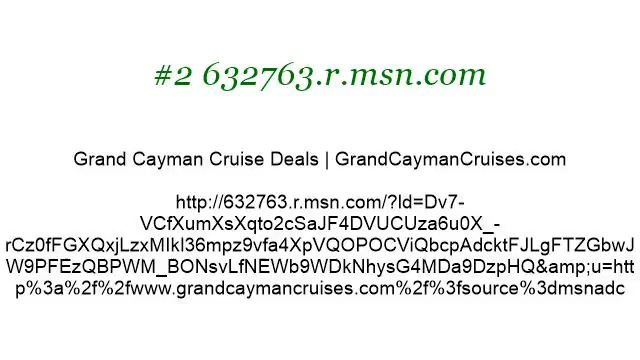 #2 632763.r.msn.com
Grand Cayman Cruise Deals | GrandCaymanCruises.com
http://632763.r.msn.com/?ld=Dv7-
VCfXumXsXqto2cSaJF4DVUCUza6u0X_-
rCz0fFGXQxjLzxMIkl36mpz9vfa4XpVQOPOCViQbcpAdcktFJLgFTZGbwJ
W9PFEzQBPWM_BONsvLfNEWb9WDkNhysG4MDa9DzpHQ&amp;u=htt
p%3a%2f%2fwww.grandcaymancruises.com%2f%3fsource%3dmsnadc